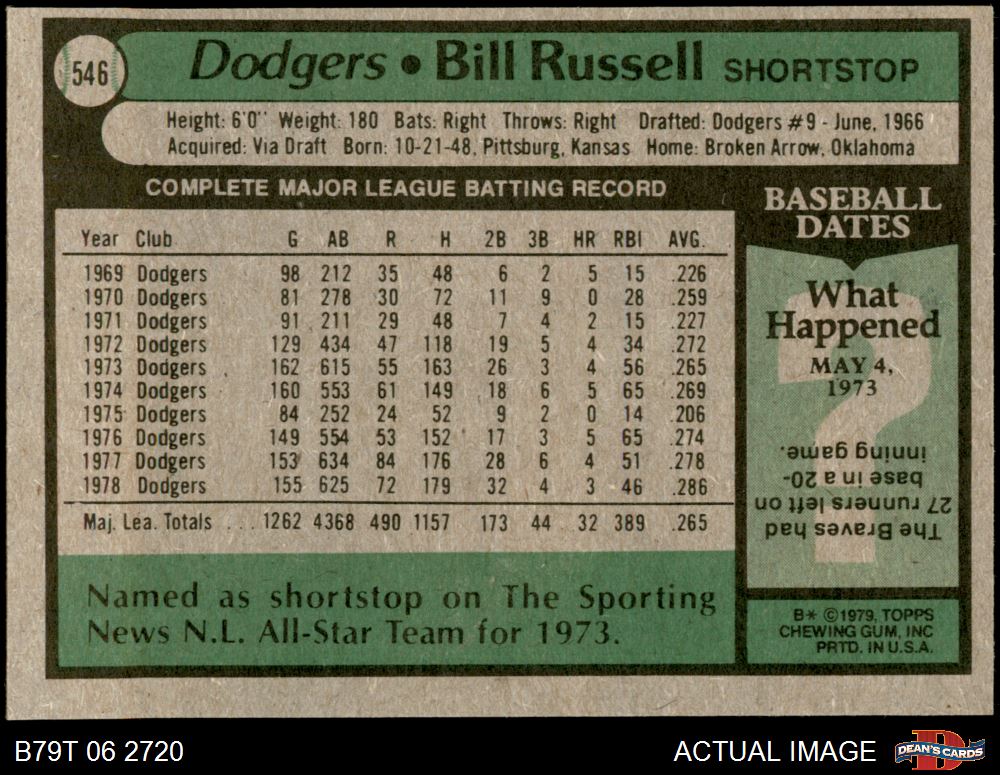 546
Dodgers • Bill Russell SHORTSTOP
Height: 6'0" Weight: 180 Bats: Right Throws: Right Drafted: Dodgers #9 - June, 1966
Acquired: Via Draft Born: 10-21-48, Pittsburg, Kansas Home: Broken Arrow, Oklahoma
COMPLETE MAJOR LEAGUE BATTING RECORD
Year Club G AB R H 2B 3B HR RBI AVG.
1969 Dodgers 98 212 35 48 6 2 5 15 .226
1970 Dodgers 81 278 30 72 11 9 0 28 .259
1971 Dodgers 91 211 29 48 7 4 2 15 .227
1972 Dodgers 129 434 47 118 19 5 4 34 .272
1973 Dodgers 162 615 55 163 26 3 4 56 .265
1974 Dodgers 160 553 61 149 18 6 5 65 .269
1975 Dodgers 84 252 24 52 9 2 0 14 .206
1976 Dodgers 149 554 53 152 17 3 5 65 .274
1977 Dodgers 153 634 84 176 28 6 4 51 .278
1978 Dodgers 155 625 72 179 32 4 3 46 .286
Maj. Lea. Totals ... 1262 4368 490 1157 173 44 32 389 .265
Named as shortstop on The Sporting
News N.L. All-Star Team for 1973.
BASEBALL
DATES
What
Happened
MAY 4,
1973
?
The Braves had
27 runners left on
base in a 20-
inning game.
B* ©1979, TOPPS
CHEWING GUM, INC
PRTD. IN U.S.A.
B79T 06 2720
ACTUAL IMAGE
D
DEAN'S CARDS